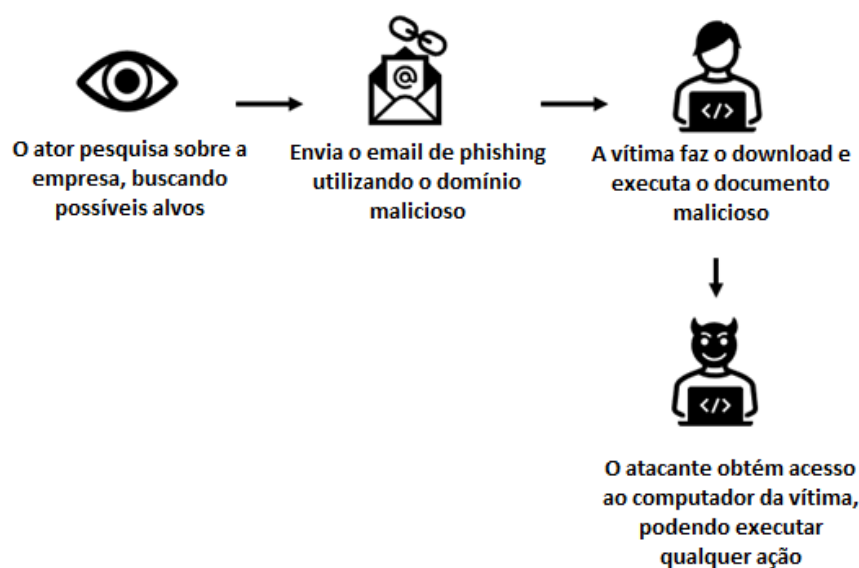 O ator pesquisa sobre a
empresa, buscando
possíveis alvos
Envia o email de phishing
utilizando o domínio
malicioso
A vítima faz o download e
executa o documento
malicioso
O atacante obtém acesso
ao computador da vítima,
podendo executar
qualquer ação